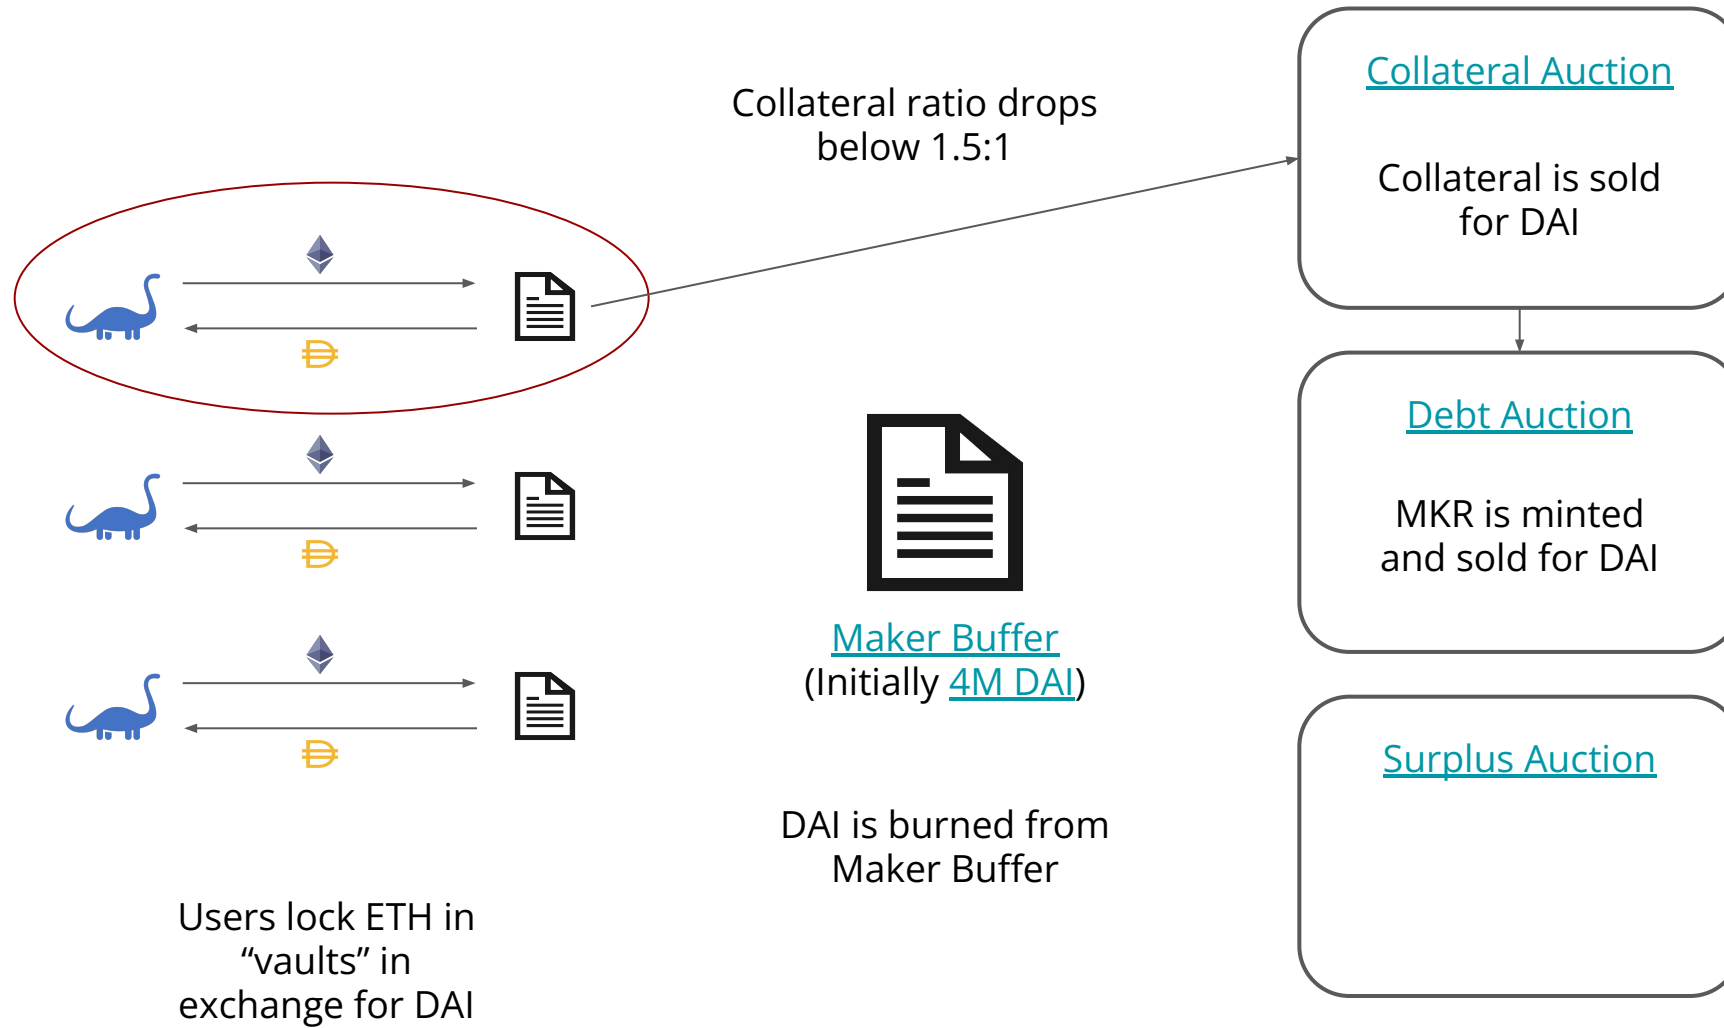 Collateral ratio drops
below 1.5:1
Users lock ETH in
“vaults” in
exchange for DAI
Maker Buffer
(Initially 4M DAI)
DAI is burned from
Maker Buffer
Collateral Auction
Collateral is sold
for DAI
Debt Auction
MKR is minted
and sold for DAI
Surplus Auction